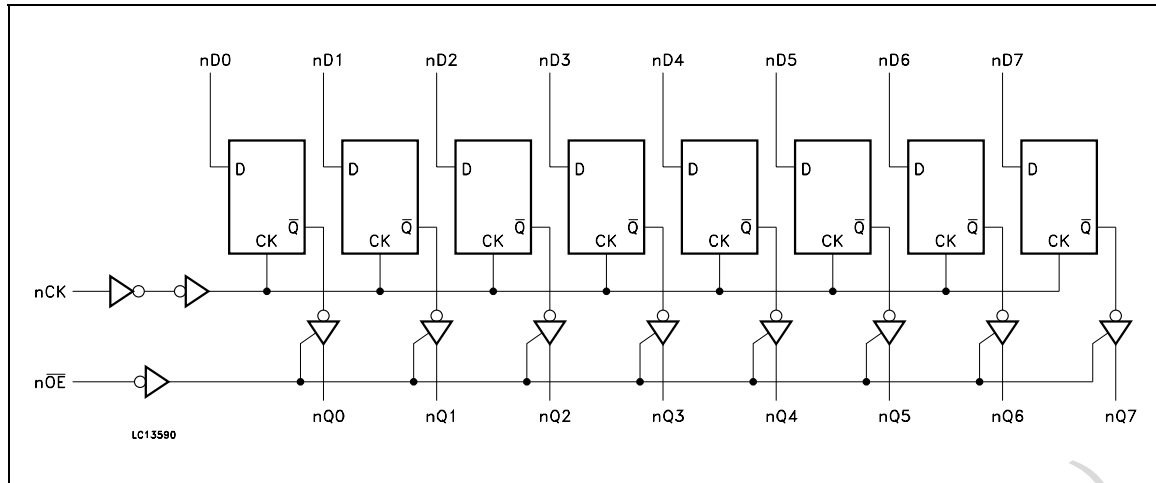 nD0 nD1 nD2 nD3 nD4 nD5 nD6 nD7
D D D D D D D D
Q̅ Q̅ Q̅ Q̅ Q̅ Q̅ Q̅ Q̅
CK CK CK CK CK CK CK CK
nCK
nO̅E̅
nQ0 nQ1 nQ2 nQ3 nQ4 nQ5 nQ6 nQ7
LC13590